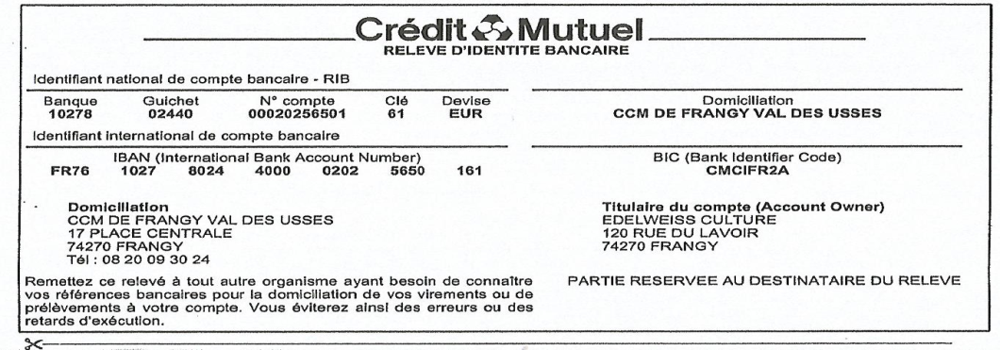 Crédit Mutuel
RELEVE D'IDENTITE BANCAIRE
Identifiant national de compte bancaire - RIB
Banque Guichet N° compte Clé Devise Domiciliation
10278 02440 00020256501 61 EUR CCM DE FRANGY VAL DES USSES
Identifiant international de compte bancaire
IBAN (International Bank Account Number) BIC (Bank Identifier Code)
FR76 1027 8024 4000 0202 5650 161 CMCIFR2A
Domiciliation
CCM DE FRANGY VAL DES USSES
17 PLACE CENTRALE
74270 FRANGY
Tél : 08 20 09 30 24
Titulaire du compte (Account Owner)
EDELWEISS CULTURE
120 RUE DU LAVOIR
74270 FRANGY
Remettez ce relevé à tout autre organisme ayant besoin de connaître
vos références bancaires pour la domiciliation de vos virements ou de
prélèvements à votre compte. Vous éviterez ainsi des erreurs ou des
retards d'exécution.
PARTIE RESERVEE AU DESTINATAIRE DU RELEVE